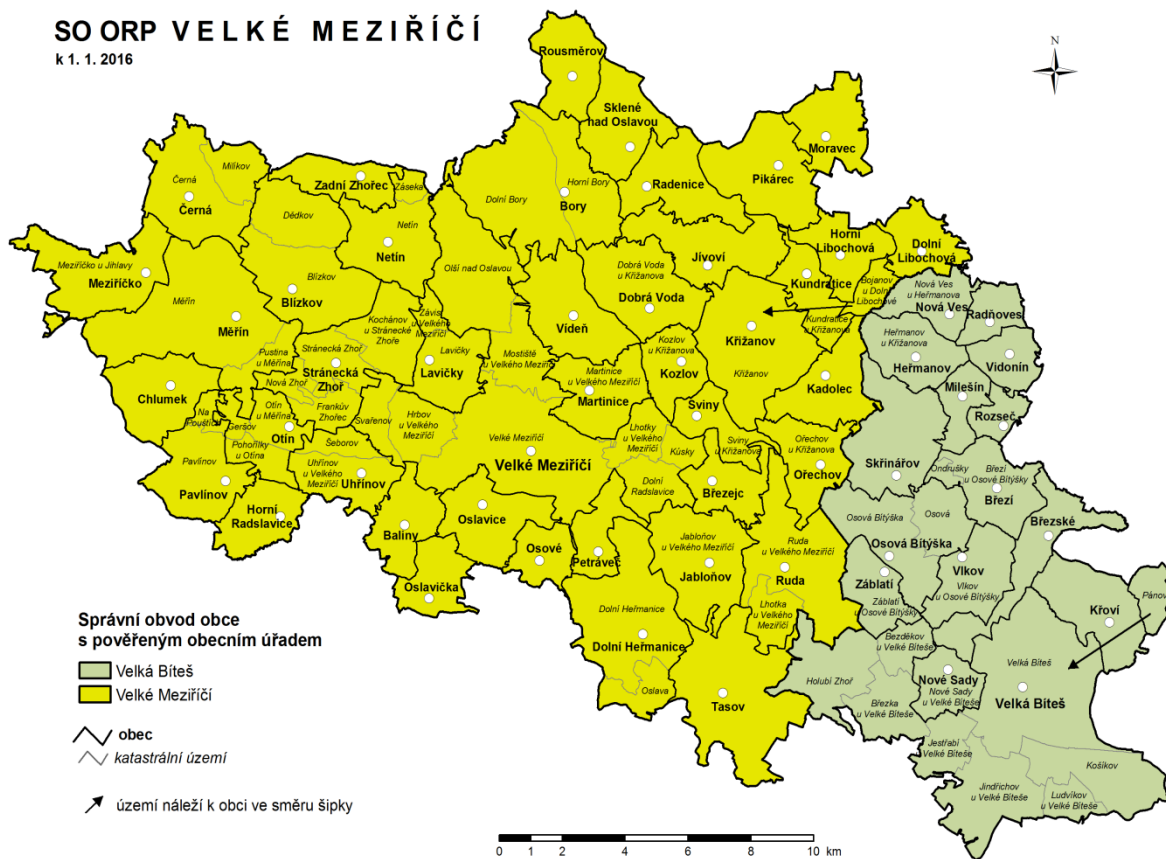 SO ORP VELKÉ MEZIŘÍČÍ
k 1. 1. 2016
N
Rousměrov
Sklené
nad Oslavou
Moravec
Pikárec
Milíkov
Černá
Černá
Zadní Zhořec
Záseka
Horní Bory
Dolní Bory
Bory
Radenice
Dědkov
Netín
Netín
Horní
Libochová
Dolní
Libochová
Meziříčko u Jihlavy
Meziříčko
Olší nad Oslavou
Dobrá Voda
u Křižanova
Dobrá Voda
Jívoví
Kundratice
Bojanov
u Dolní
Libochové
Blízkov
Blízkov
Nová Ves
u Heřmanova
Nová Ves
Radňoves
Měřín
Měřín
Kochánov
u Stránecké
Zhoře
Závist
u Velkého
Meziříčí
Vídeň
Křižanov
Křižanov
Kundratice
u Křižanova
Heřmanov
u Křižanova
Heřmanov
Vidonín
Pustina
u Měřína
Stránecká Zhoř
Stránecká
Zhoř
Lavičky
Lavičky
Mostiště
u Velkého Meziříčí
Martinice
u Velkého Meziříčí
Martinice
Kozlov
u Křižanova
Kozlov
Kadolec
Milešín
Rozseč
Chlumek
Nová Zhoř
Na
Poustích
Geršov
Otín
u Měřína
Otín
Frankův
Zhořec
Svařenov
Hrbov
u Velkého
Meziříčí
Sviny
Pohořílky
u Otína
Šeborov
Velké Meziříčí
Velké Meziříčí
Lhotky
u Velkého
Meziříčí
Kúsky
Sviny
u Křižanova
Ořechov
u Křižanova
Ořechov
Skřinářov
Ondrušky
Březí
u Osové Bítýšky
Březí
Pavlínov
Pavlínov
Uhřínov
u Velkého
Meziříčí
Uhřínov
Dolní
Radslavice
Březejc
Horní
Radslavice
Oslavice
Baliny
Osová Bítýška
Osová
Osová Bítýška
Březské
Osové
Petráveč
Jabloňov
u Velkého Meziříčí
Jabloňov
Ruda
u Velkého Meziříčí
Ruda
Záblatí
Vlkov
Vlkov
u Osové Bítýšky
Oslavička
Záblatí
u Osové Bítýšky
Lhotka
u Velkého
Meziříčí
Křoví
Pánov
Dolní Heřmanice
Dolní Heřmanice
Oslava
Bezděkov
u Velké Bíteše
Holubí Zhoř
Nové Sady
Nové Sady
u Velké Bíteše
Velká Bíteš
Velká Bíteš
Tasov
Březka
u Velké Bíteše
Jestřabí
u Velké Bíteše
Košíkov
Jindřichov
u Velké Bíteše
Ludvíkov
u Velké Bíteše
Správní obvod obce
s pověřeným obecním úřadem
Velká Bíteš
Velké Meziříčí
obec
katastrální území
území náleží k obci ve směru šipky
0 1 2 4 6 8 10 km